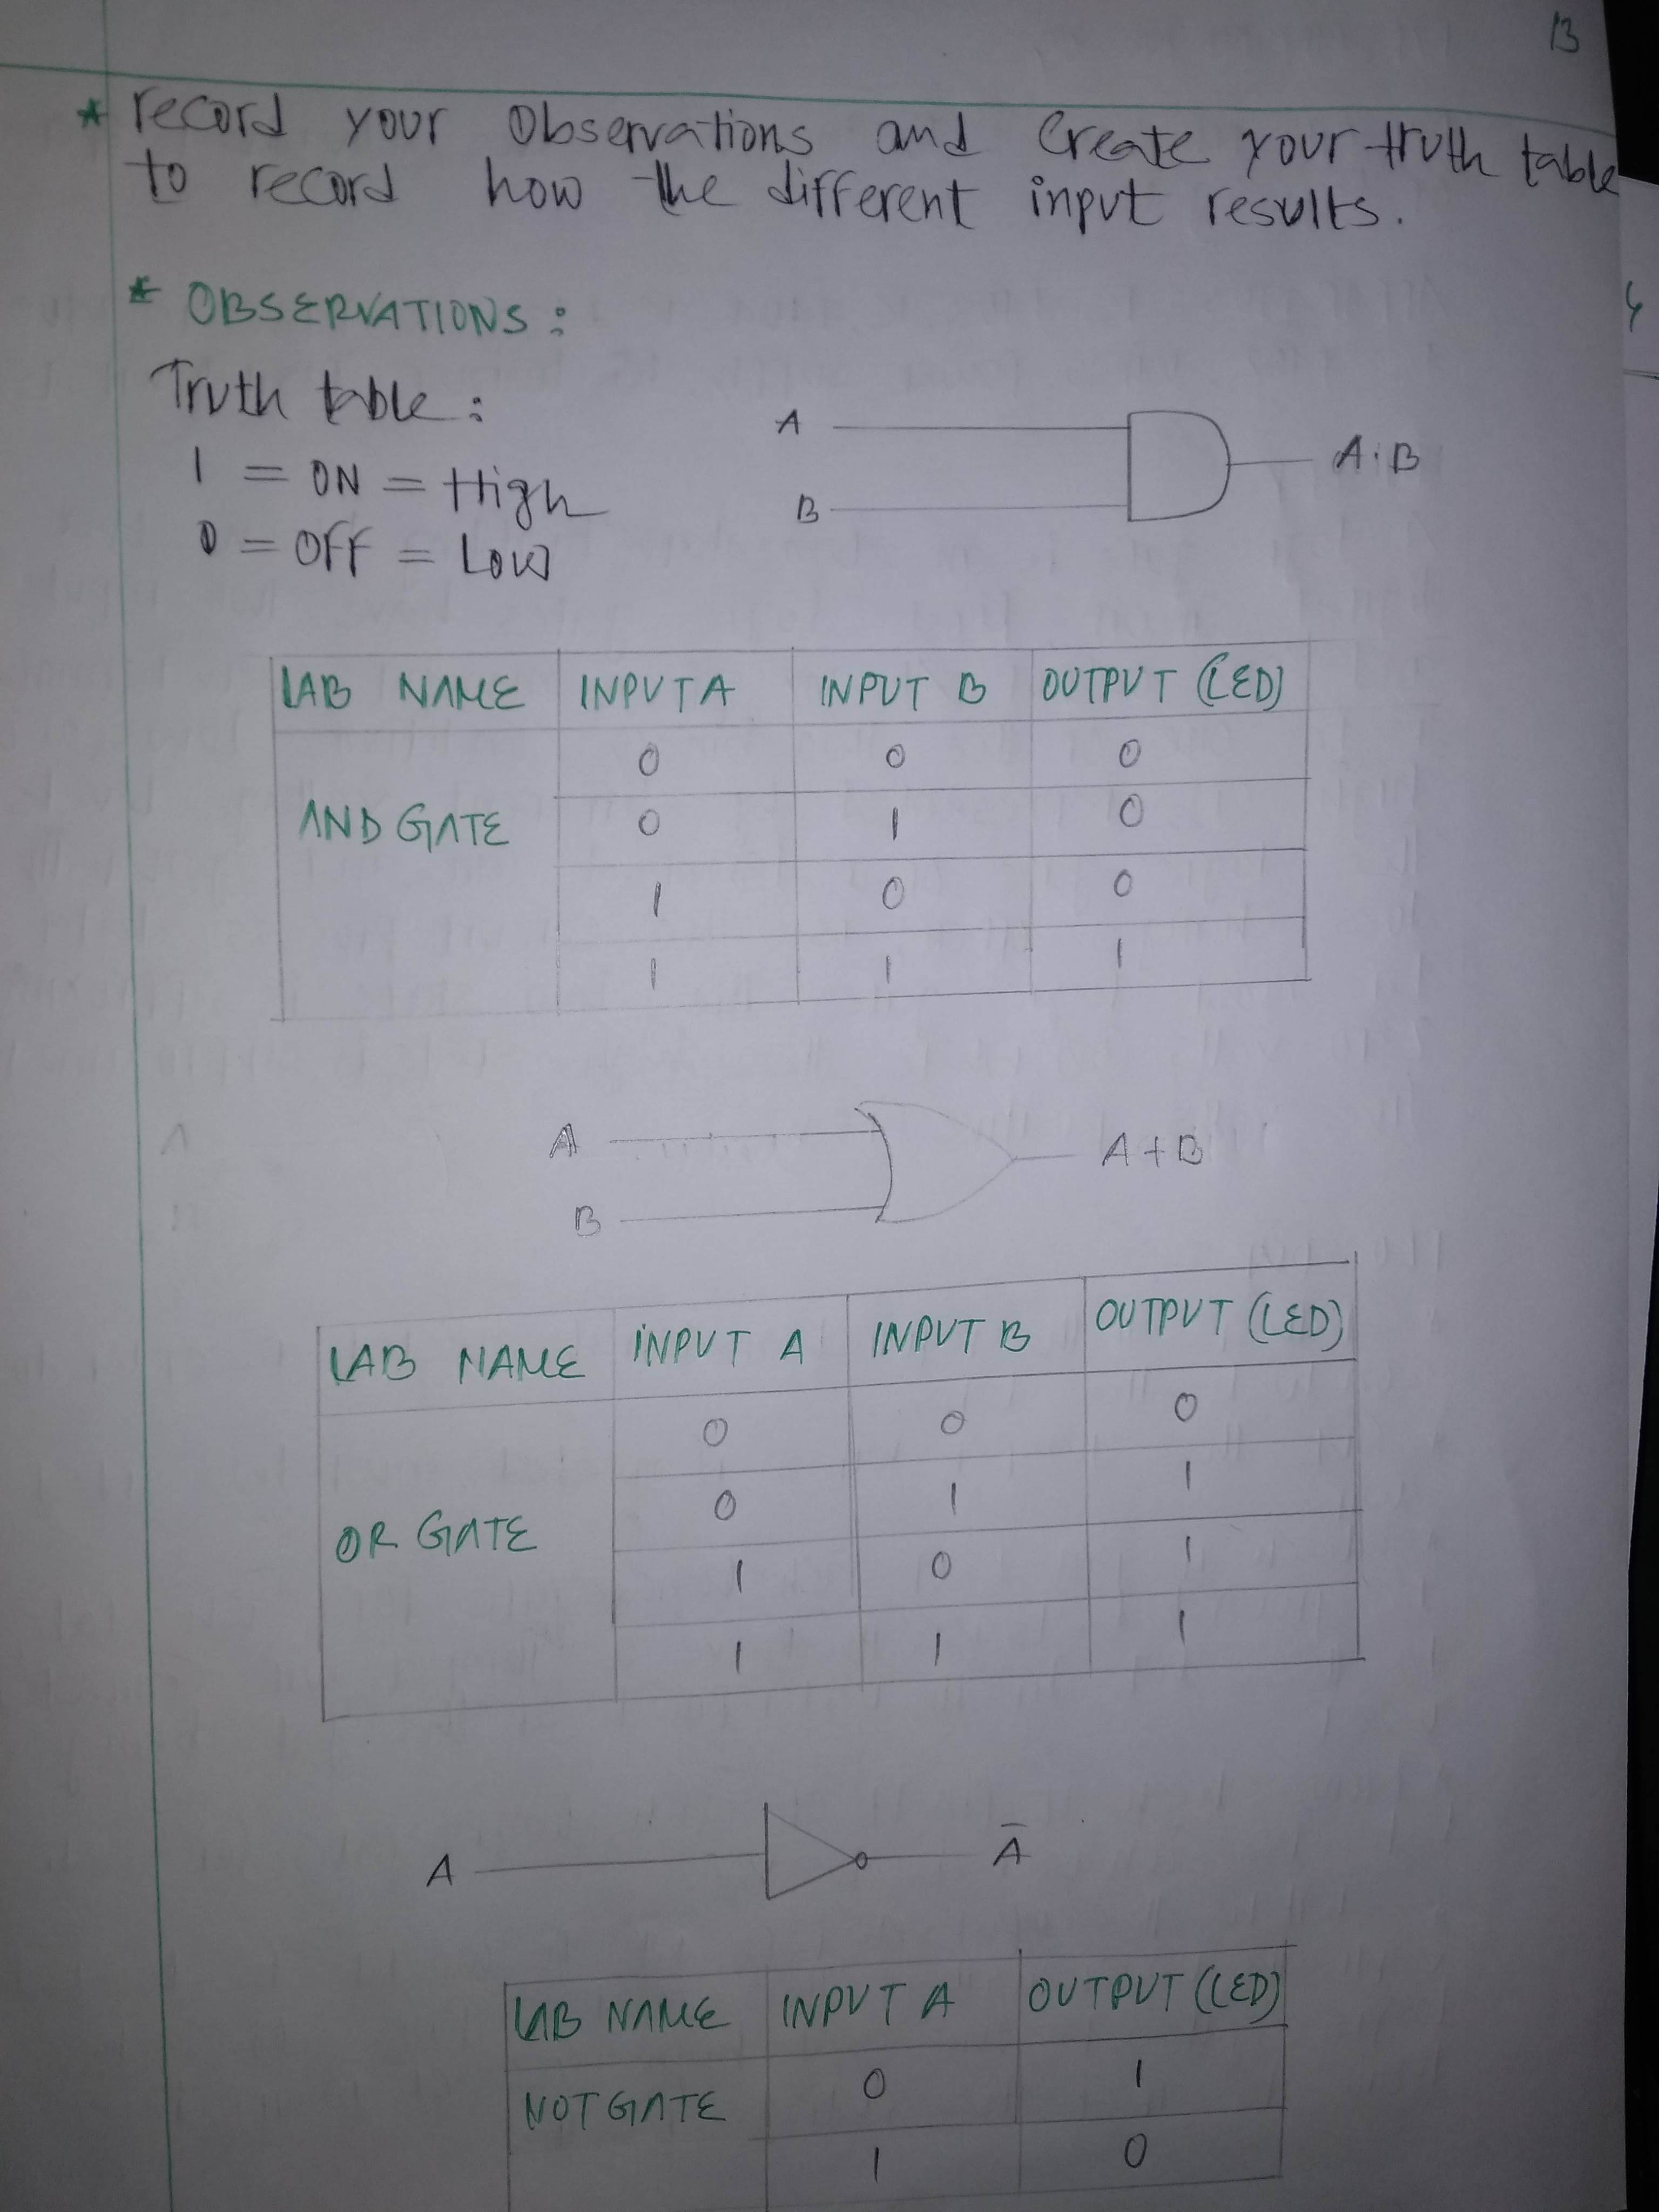 13
* record your Observations and Create your truth table
to record how the different input results.
* OBSERVATIONS:
Truth table:
1 = ON = High
0 = OFF = Low
A
B
A.B
LAB NAME INPUT A INPUT B OUTPUT (LED)
0 0 0
AND GATE 0 1 0
1 0 0
1 1 1
A
B
A+B
LAB NAME INPUT A INPUT B OUTPUT (LED)
0 0 0
OR GATE 0 1 1
1 0 1
1 1 1
A Ā
LAB NAME INPUT A OUTPUT (LED)
NOT GATE 0 1
1 0